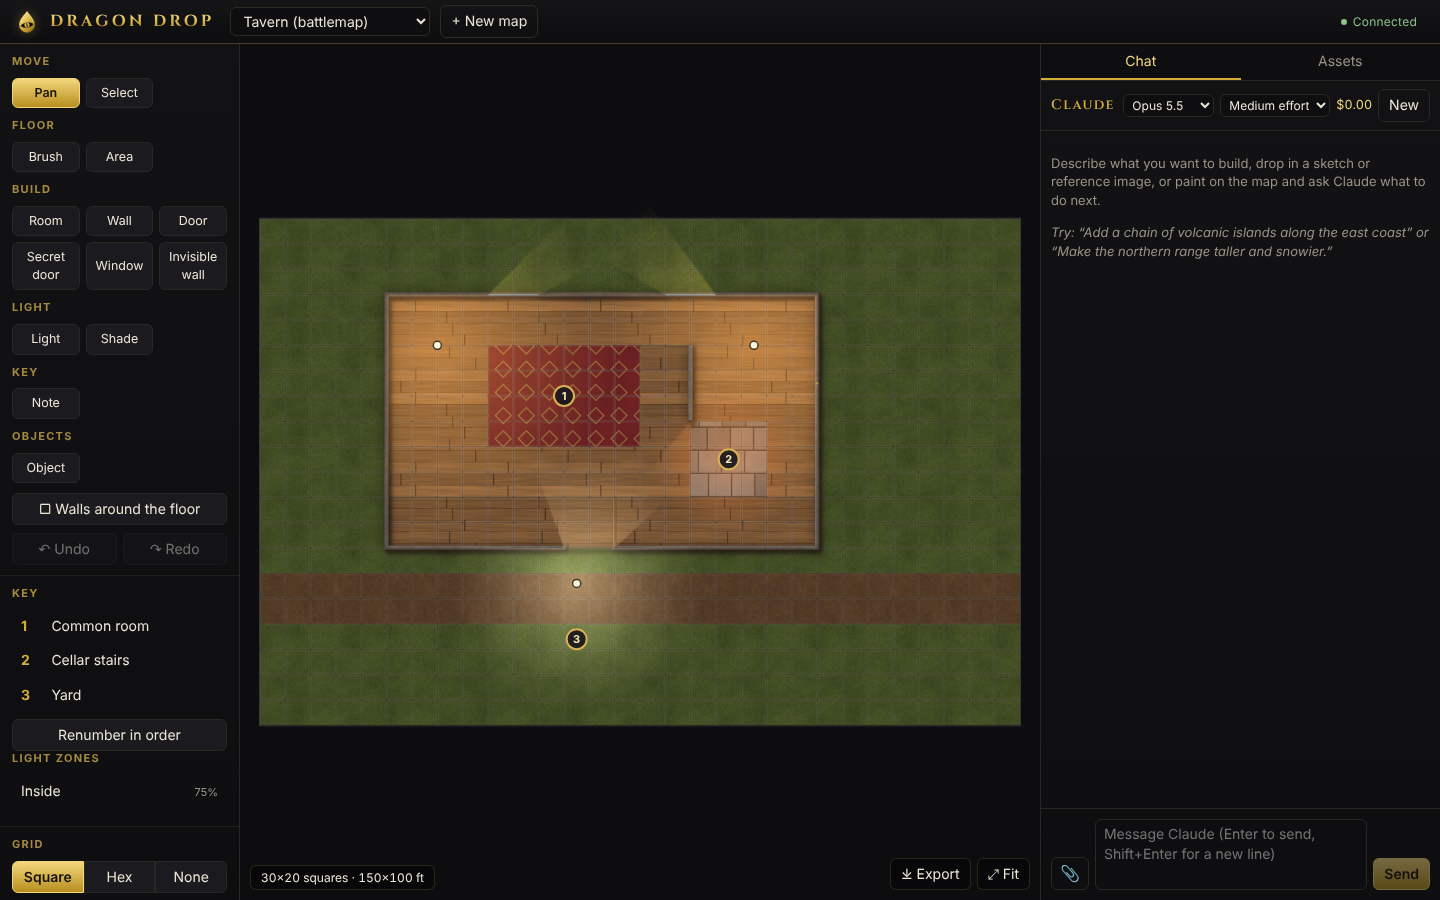 DRAGON DROP
Tavern (battlemap)
+ New map
Connected
MOVE
Pan
Select
FLOOR
Brush
Area
BUILD
Room
Wall
Door
Secret
door
Window
Invisible
wall
LIGHT
Light
Shade
KEY
Note
OBJECTS
Object
Walls around the floor
↶ Undo
↷ Redo
KEY
1 Common room
2 Cellar stairs
3 Yard
Renumber in order
LIGHT ZONES
Inside 75%
GRID
Square
Hex
None
1
2
3
30×20 squares · 150×100 ft
Export
Fit
Chat
Assets
CLAUDE
Opus 5.5
Medium effort
$0.00
New
Describe what you want to build, drop in a sketch or
reference image, or paint on the map and ask Claude what to
do next.
Try: “Add a chain of volcanic islands along the east coast” or
“Make the northern range taller and snowier.”
Message Claude (Enter to send,
Shift+Enter for a new line)
Send